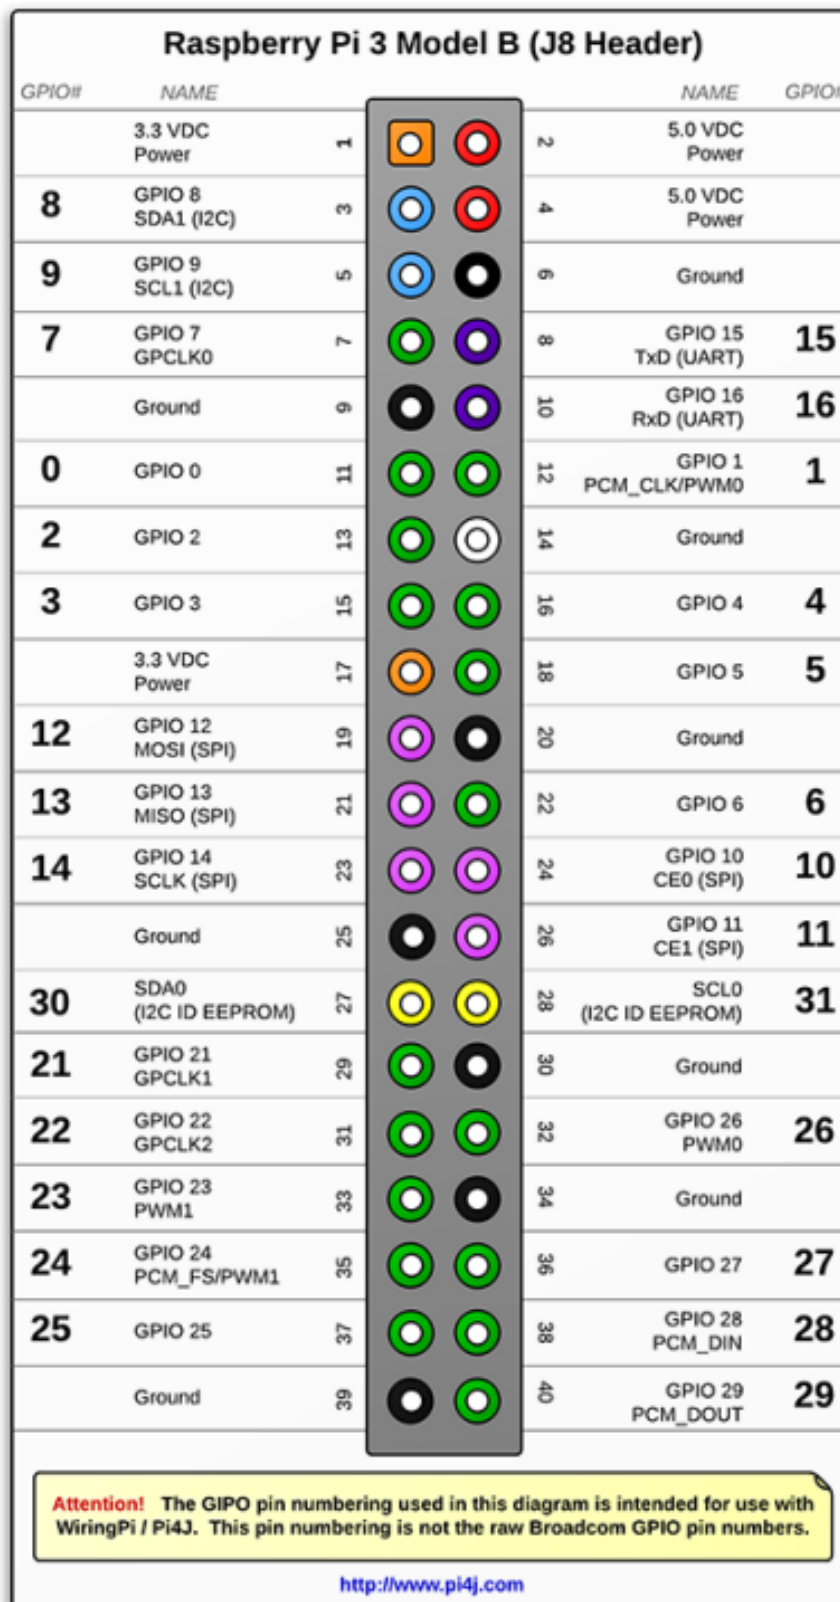 Raspberry Pi 3 Model B (J8 Header)
GPIO# NAME NAME GPIO#
3.3 VDC
Power 1 2 5.0 VDC
Power
8 GPIO 8
SDA1 (I2C) 3 4 5.0 VDC
Power
9 GPIO 9
SCL1 (I2C) 5 6 Ground
7 GPIO 7
GPCLK0 7 8 GPIO 15
TxD (UART) 15
Ground 9 10 GPIO 16
RxD (UART) 16
0 GPIO 0 11 12 GPIO 1
PCM_CLK/PWM0 1
2 GPIO 2 13 14 Ground
3 GPIO 3 15 16 GPIO 4 4
3.3 VDC
Power 17 18 GPIO 5 5
12 GPIO 12
MOSI (SPI) 19 20 Ground
13 GPIO 13
MISO (SPI) 21 22 GPIO 6 6
14 GPIO 14
SCLK (SPI) 23 24 GPIO 10
CE0 (SPI) 10
Ground 25 26 GPIO 11
CE1 (SPI) 11
30 SDA0
(I2C ID EEPROM) 27 28 SCL0
(I2C ID EEPROM) 31
21 GPIO 21
GPCLK1 29 30 Ground
22 GPIO 22
GPCLK2 31 32 GPIO 26
PWM0 26
23 GPIO 23
PWM1 33 34 Ground
24 GPIO 24
PCM_FS/PWM1 35 36 GPIO 27 27
25 GPIO 25 37 38 GPIO 28
PCM_DIN 28
Ground 39 40 GPIO 29
PCM_DOUT 29
Attention! The GIPO pin numbering used in this diagram is intended for use with
WiringPi / Pi4J. This pin numbering is not the raw Broadcom GPIO pin numbers.
http://www.pi4j.com